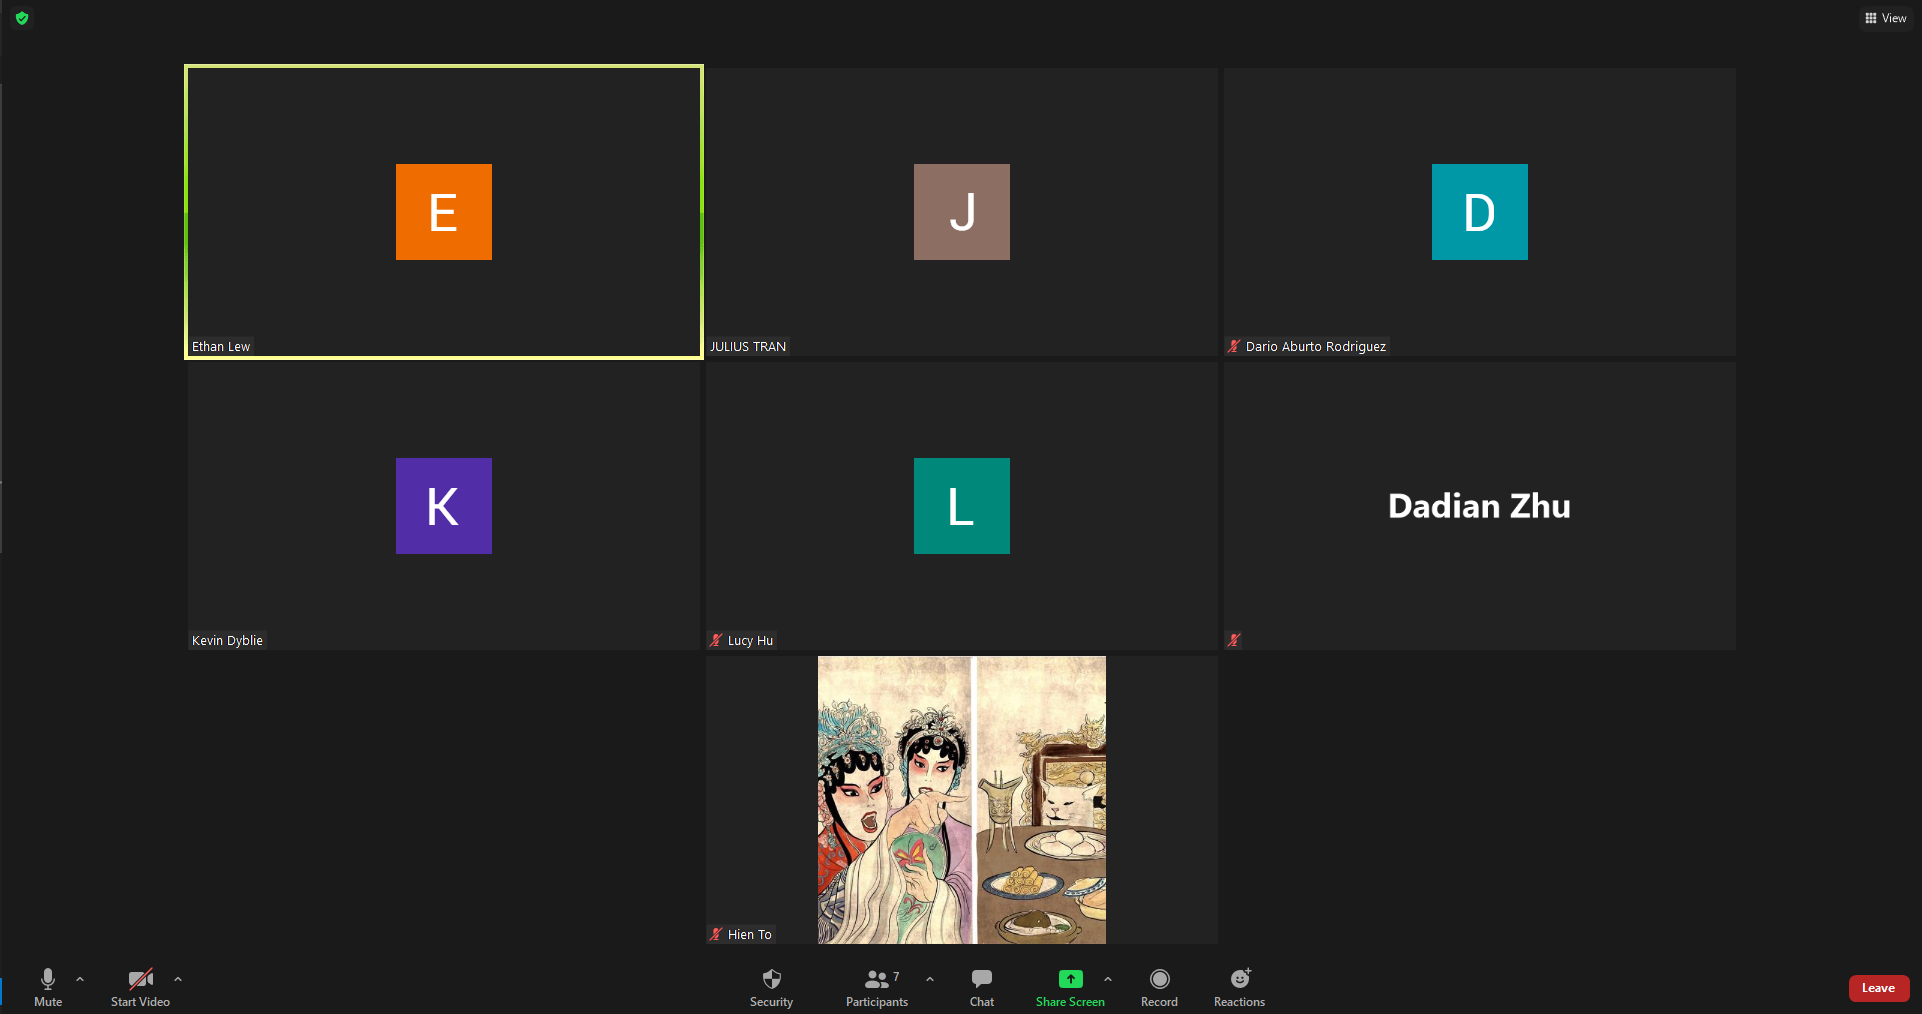 View
E
J
D
Ethan Lew
JULIUS TRAN
Dario Aburto Rodriguez
K
L
Dadian Zhu
Kevin Dyblie
Lucy Hu
Hien To
7
Mute
Start Video
Security
Participants
Chat
Share Screen
Record
Reactions
Leave